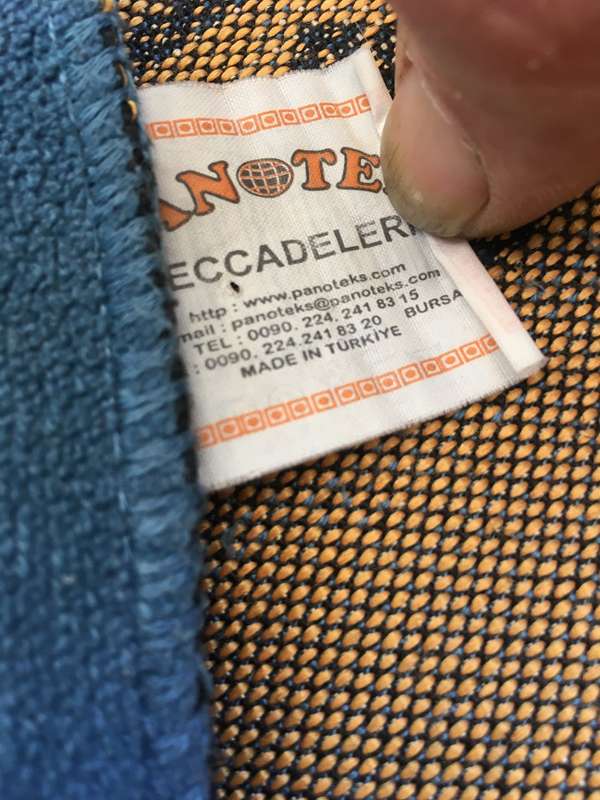 ANOTE
ECCADELERİ
http : www.panoteks.com
mail : panoteks@panoteks.com
TEL : 0090. 224. 241 83 15
: 0090. 224.241 83 20 BURSA
MADE IN TÜRKİYE